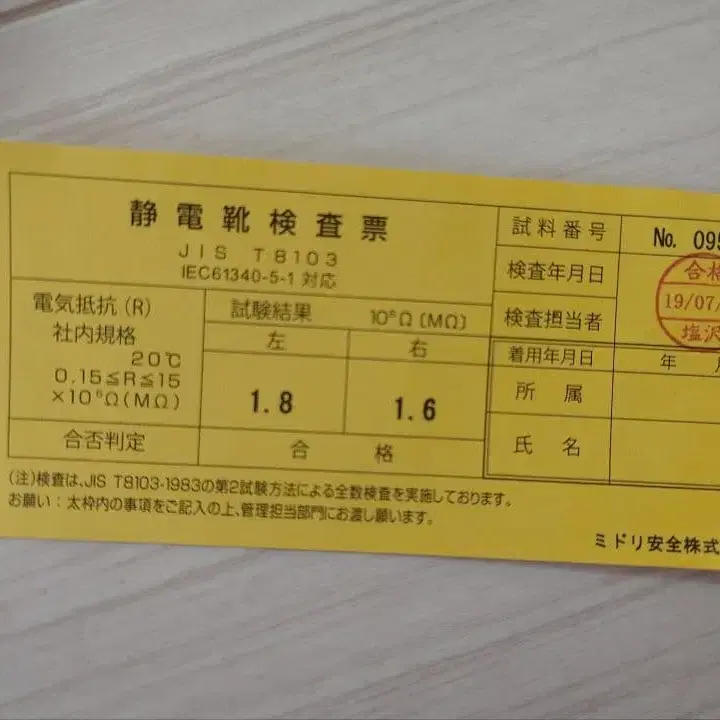 静電靴検査票
JIS T8103
IEC61340-5-1 対応
電気抵抗(R)
社内規格
20℃
0.15≦R≦15
×10⁶Ω(MΩ)
試験結果 10⁶Ω(MΩ)
左 右
1.8 1.6
合否判定 合格
試料番号 No. 095
検査年月日
検査担当者
合格
19/07/
塩沢
着用年月日 年 月
所属
氏名
(注)検査は、JIS T8103-1983の第2試験方法による全数検査を実施しております。
お願い:太枠内の事項をご記入の上、管理担当部門にお渡し願います。
ミドリ安全株式